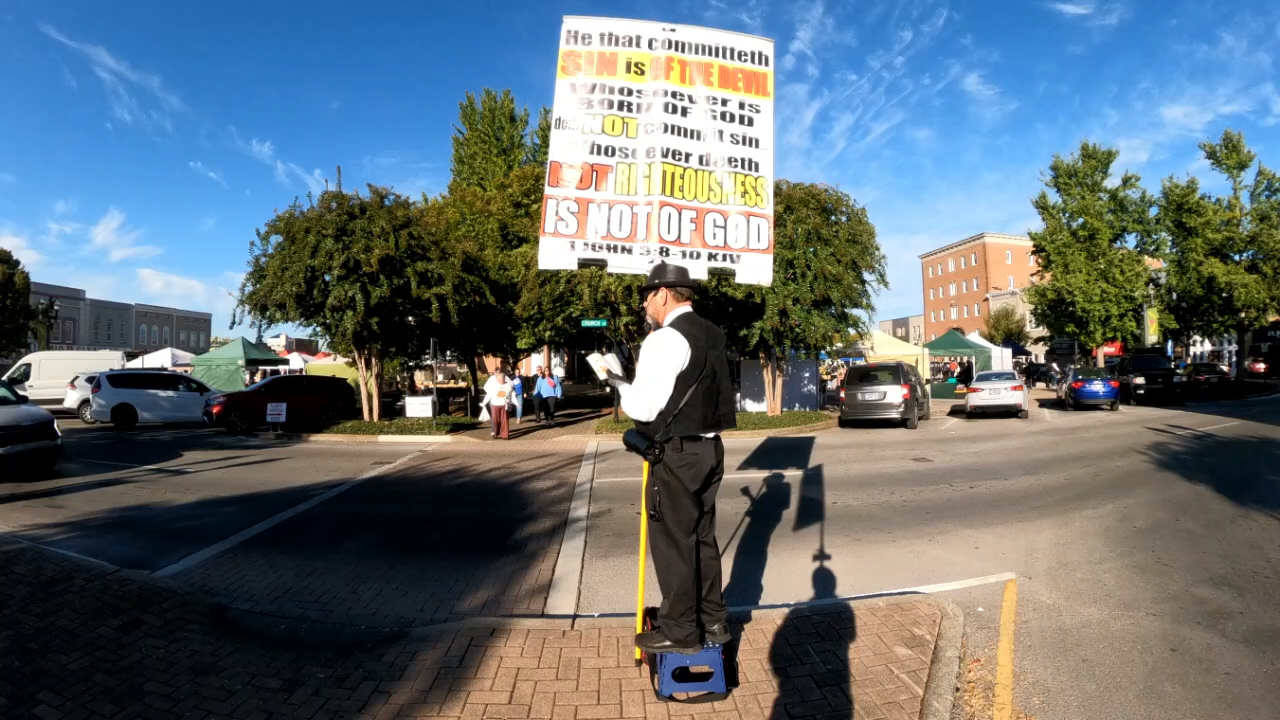 He that committeth
SIN is OF THE DEVIL
Whosoever is
BORN OF GOD
doth NOT commit sin..
Whosoever doeth
NOT RIGHTEOUSNESS
IS NOT OF GOD
1 JOHN 3:8-10 KJV
CHURCH